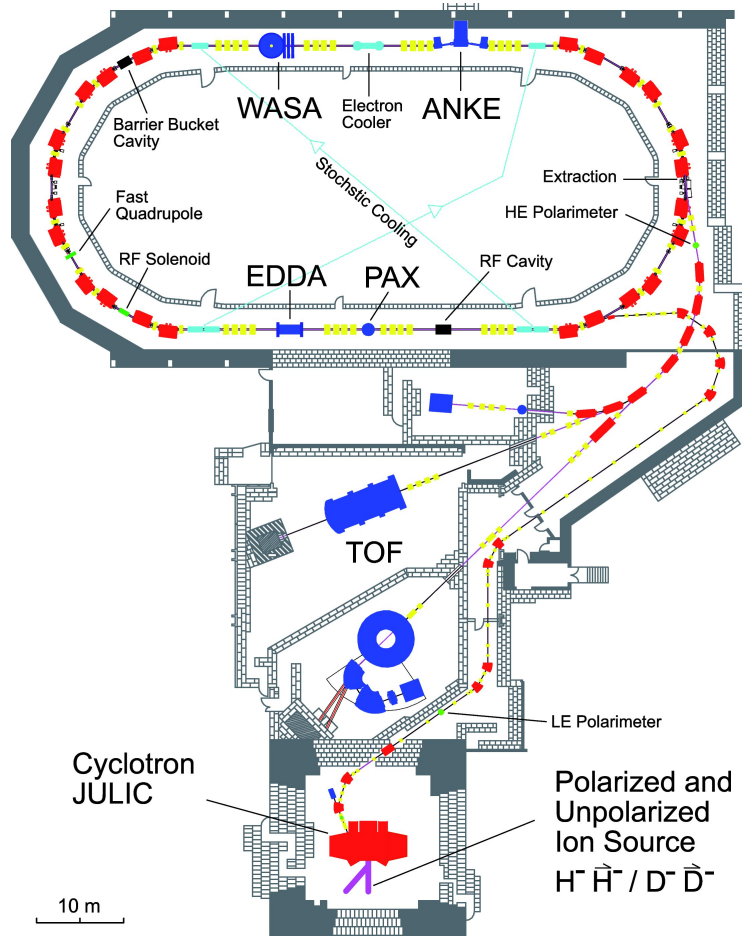 WASA
Electron
Cooler
ANKE
Barrier Bucket
Cavity
Stochstic Cooling
Extraction
Fast
Quadrupole
HE Polarimeter
RF Solenoid
EDDA
PAX
RF Cavity
TOF
LE Polarimeter
Cyclotron
JULIC
Polarized and
Unpolarized
Ion Source
H⁻ H⃗⁻ / D⁻ D⃗⁻
10 m